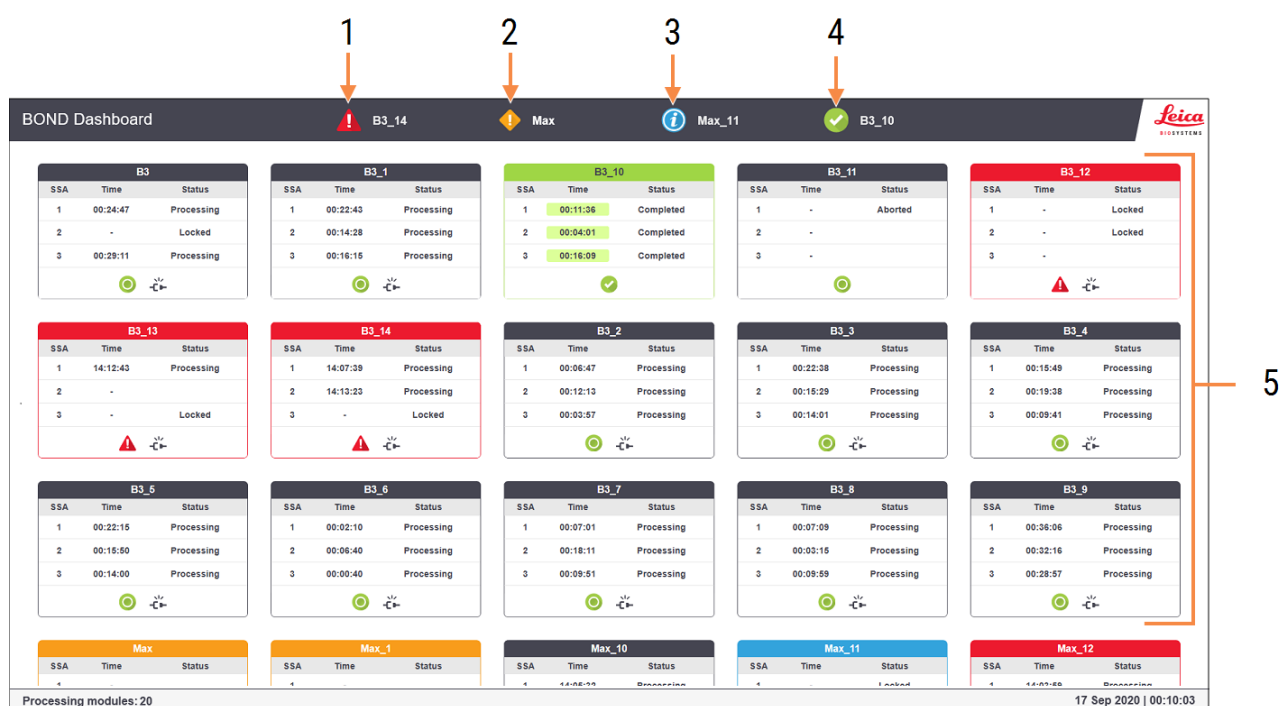 1 2 3 4
BOND Dashboard B3_14 Max Max_11 B3_10 Leica
BIOSYSTEMS
B3 B3_1 B3_10 B3_11 B3_12
SSA Time Status SSA Time Status SSA Time Status SSA Time Status SSA Time Status
1 00:24:47 Processing 1 00:22:43 Processing 1 00:11:36 Completed 1 - Aborted 1 - Locked
2 - Locked 2 00:14:28 Processing 2 00:04:01 Completed 2 - 2 - Locked
3 00:29:11 Processing 3 00:16:15 Processing 3 00:16:09 Completed 3 - 3 -
B3_13 B3_14 B3_2 B3_3 B3_4
SSA Time Status SSA Time Status SSA Time Status SSA Time Status SSA Time Status
1 14:12:43 Processing 1 14:07:39 Processing 1 00:06:47 Processing 1 00:22:38 Processing 1 00:15:49 Processing
5
2 - 2 14:13:23 Processing 2 00:12:13 Processing 2 00:15:29 Processing 2 00:19:38 Processing
3 - Locked 3 - Locked 3 00:03:57 Processing 3 00:14:01 Processing 3 00:09:41 Processing
B3_5 B3_6 B3_7 B3_8 B3_9
SSA Time Status SSA Time Status SSA Time Status SSA Time Status SSA Time Status
1 00:22:15 Processing 1 00:02:10 Processing 1 00:07:01 Processing 1 00:07:09 Processing 1 00:36:06 Processing
2 00:15:50 Processing 2 00:06:40 Processing 2 00:18:11 Processing 2 00:03:15 Processing 2 00:32:16 Processing
3 00:14:00 Processing 3 00:00:40 Processing 3 00:09:51 Processing 3 00:09:59 Processing 3 00:28:57 Processing
Max Max_1 Max_10 Max_11 Max_12
SSA Time Status SSA Time Status SSA Time Status SSA Time Status SSA Time Status
1 - 1 - 1 Processing 1 - Locked 1 Processing
Processing modules: 20 17 Sep 2020 | 00:10:03